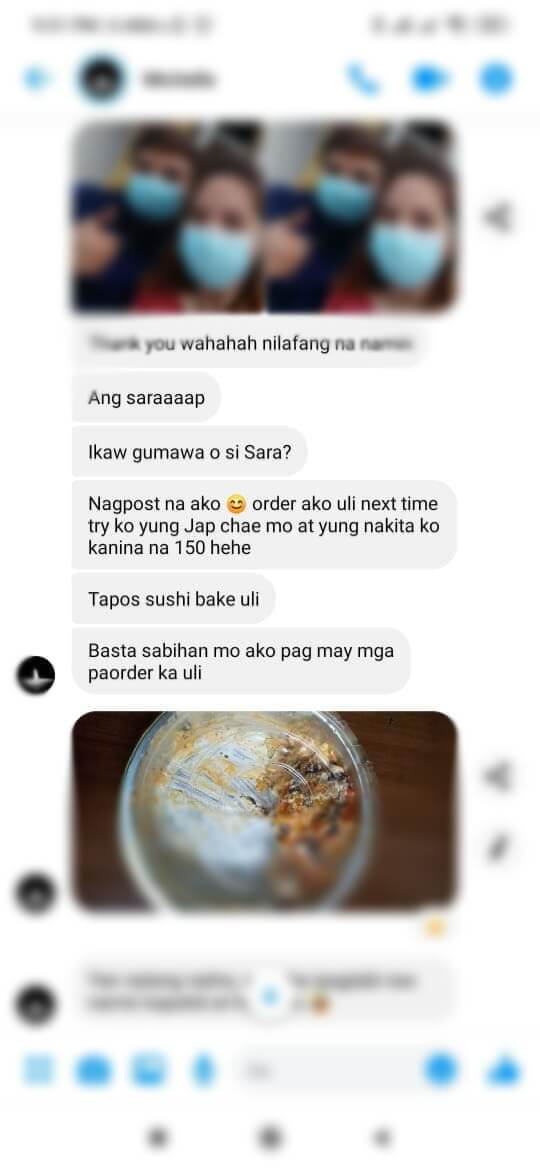 Thank you wahahah nilafang na namin
Ang saraaaap
Ikaw gumawa o si Sara?
Nagpost na ako 😊 order ako uli next time
try ko yung Jap chae mo at yung nakita ko
kanina na 150 hehe
Tapos sushi bake uli
Basta sabihan mo ako pag may mga
paorder ka uli